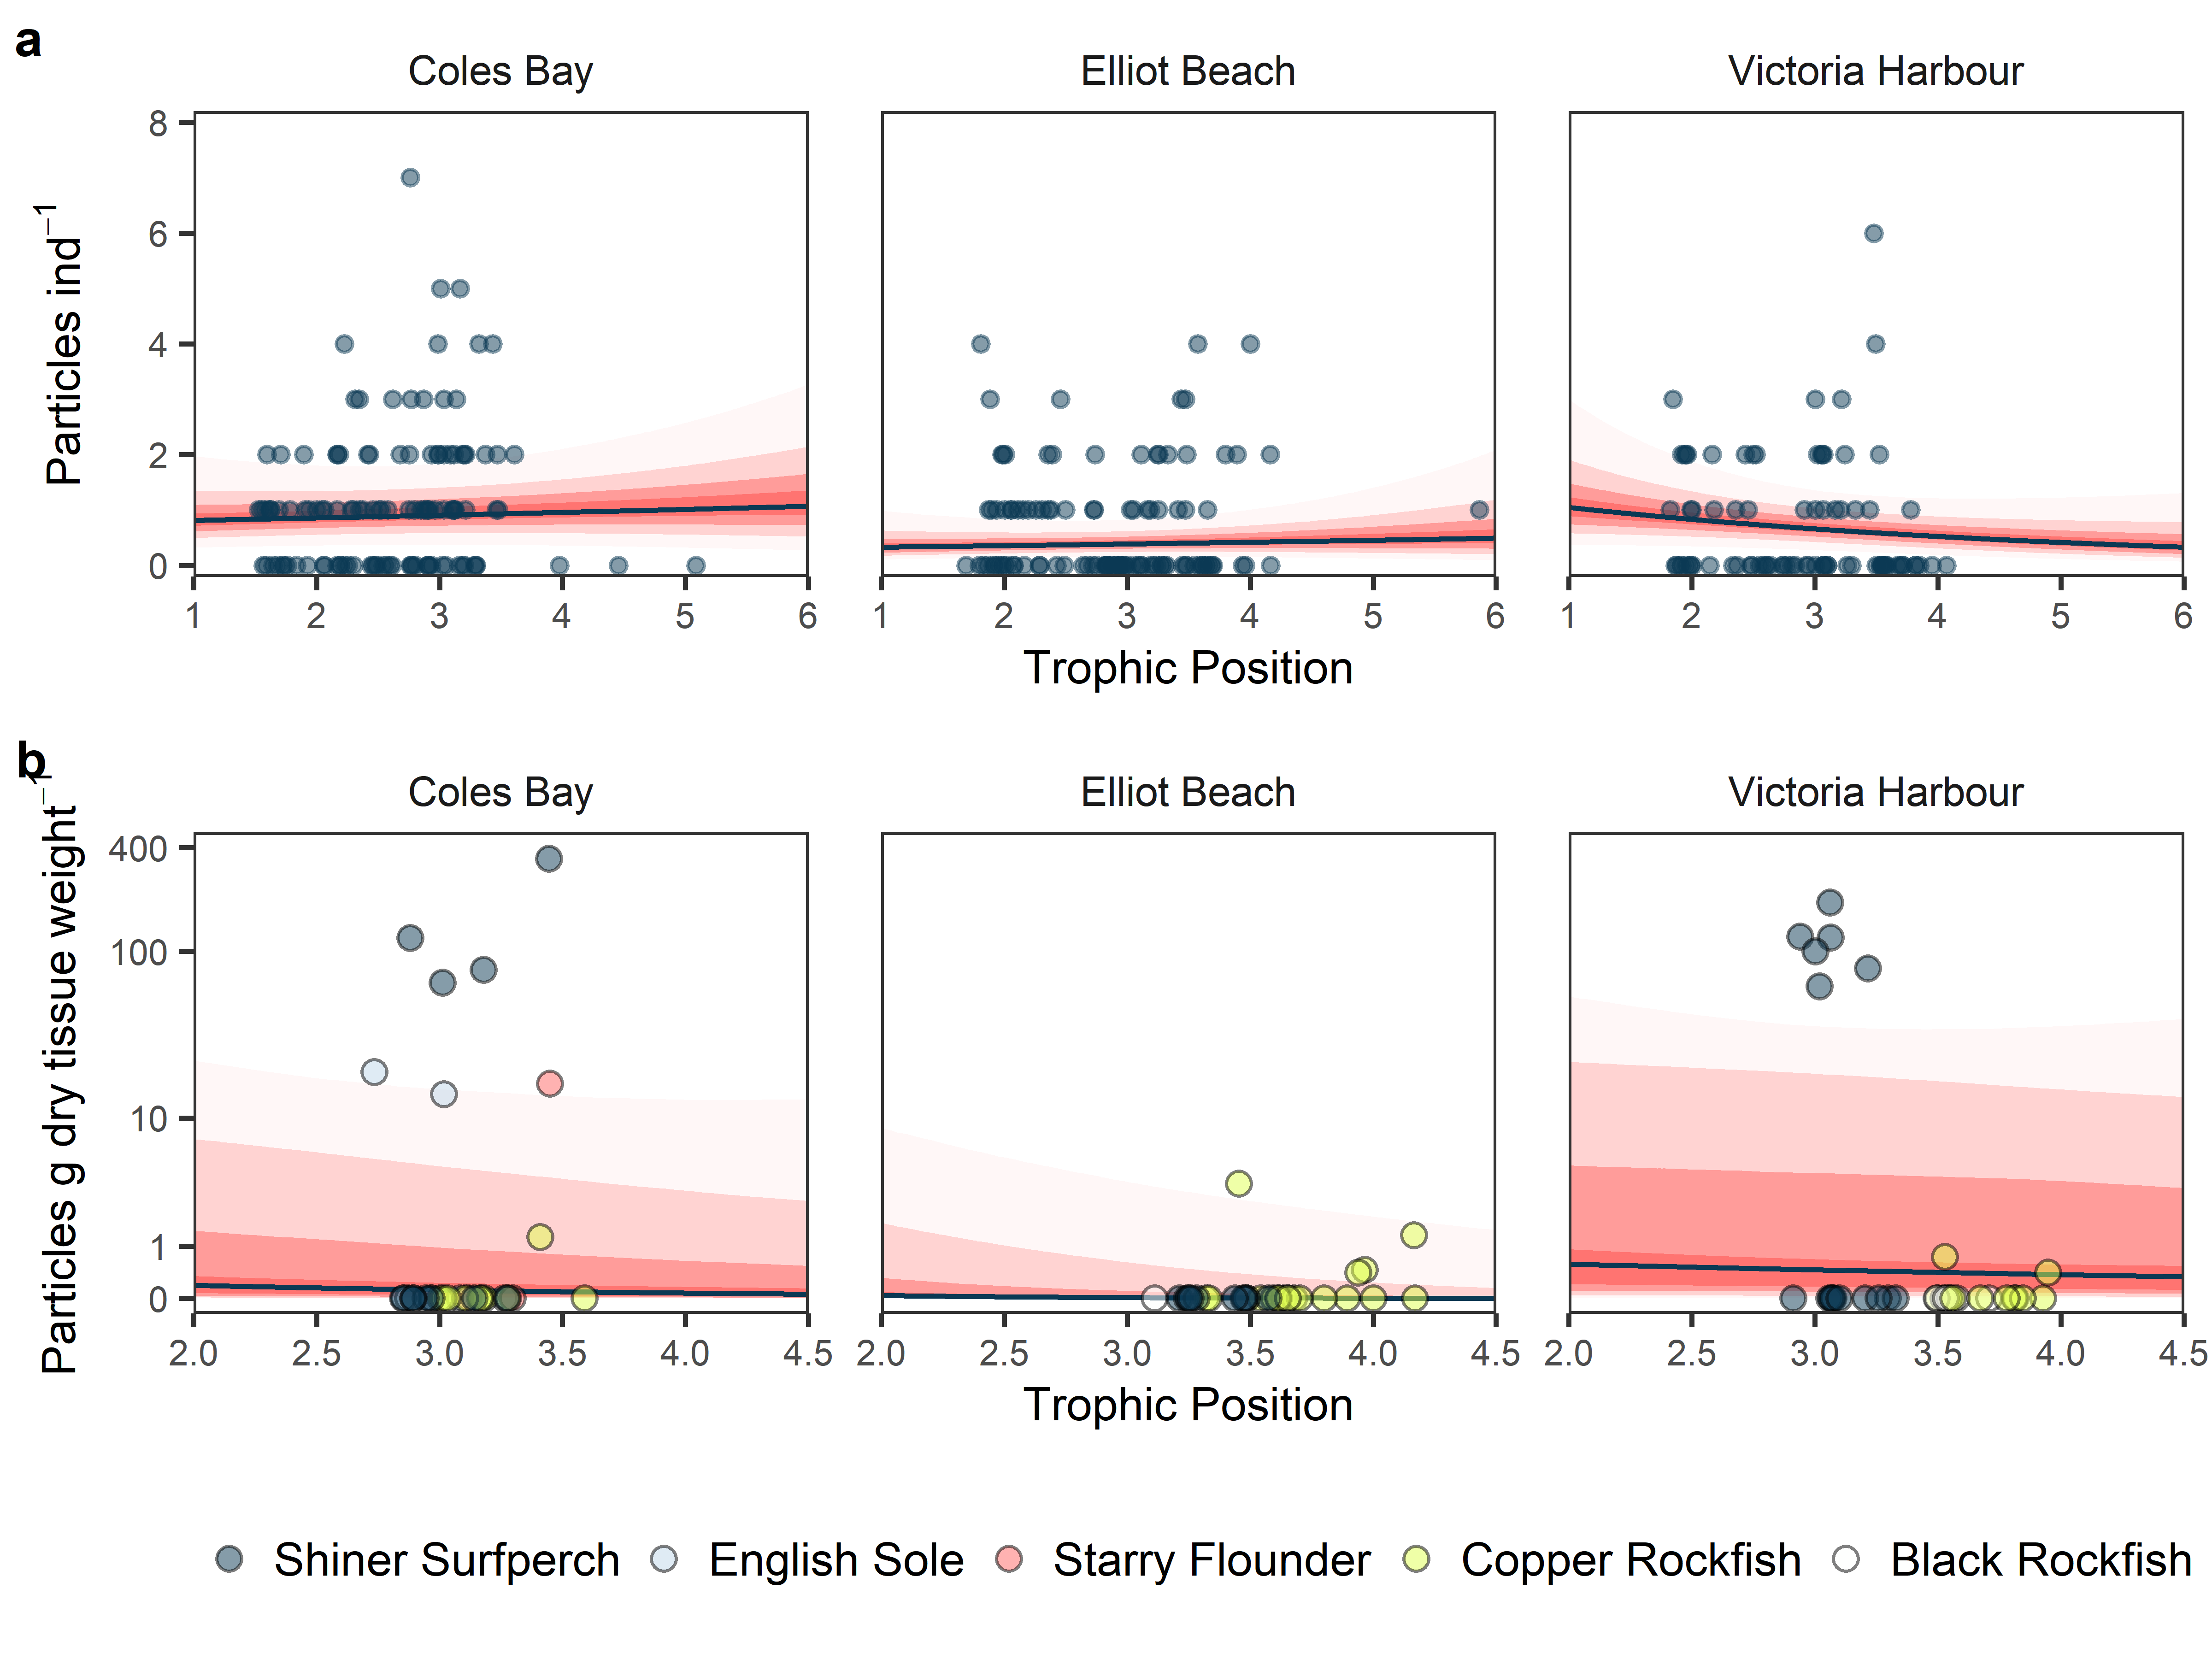 a
Coles Bay Elliot Beach Victoria Harbour
Particles ind⁻¹
8
6
4
2
0
1 2 3 4 5 6 1 2 3 4 5 6 1 2 3 4 5 6
Trophic Position
b
Coles Bay Elliot Beach Victoria Harbour
Particles g dry tissue weight⁻¹
400
100
10
1
0
2.0 2.5 3.0 3.5 4.0 4.5 2.0 2.5 3.0 3.5 4.0 4.5 2.0 2.5 3.0 3.5 4.0 4.5
Trophic Position
Shiner Surfperch English Sole Starry Flounder Copper Rockfish Black Rockfish